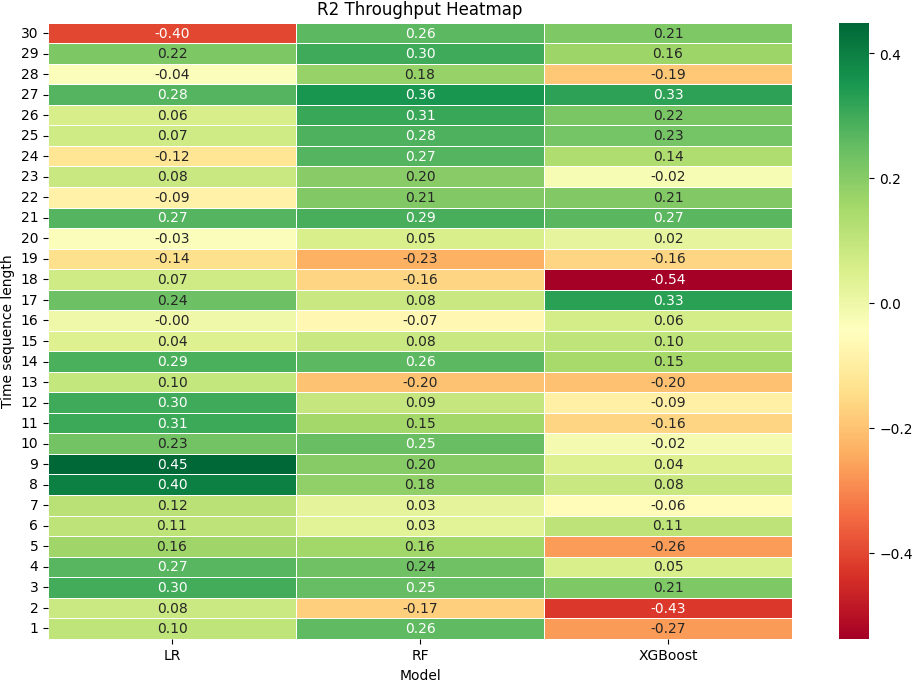 R2 Throughput Heatmap
30 -0.40 0.26 0.21
29 0.22 0.30 0.16
28 -0.04 0.18 -0.19
27 0.28 0.36 0.33
26 0.06 0.31 0.22
25 0.07 0.28 0.23
24 -0.12 0.27 0.14
23 0.08 0.20 -0.02
22 -0.09 0.21 0.21
21 0.27 0.29 0.27
20 -0.03 0.05 0.02
19 -0.14 -0.23 -0.16
18 0.07 -0.16 -0.54
17 0.24 0.08 0.33
16 -0.00 -0.07 0.06
15 0.04 0.08 0.10
14 0.29 0.26 0.15
13 0.10 -0.20 -0.20
12 0.30 0.09 -0.09
11 0.31 0.15 -0.16
10 0.23 0.25 -0.02
9 0.45 0.20 0.04
8 0.40 0.18 0.08
7 0.12 0.03 -0.06
6 0.11 0.03 0.11
5 0.16 0.16 -0.26
4 0.27 0.24 0.05
3 0.30 0.25 0.21
2 0.08 -0.17 -0.43
1 0.10 0.26 -0.27
LR RF XGBoost
Model
Time sequence length
0.4
0.2
0.0
-0.2
-0.4